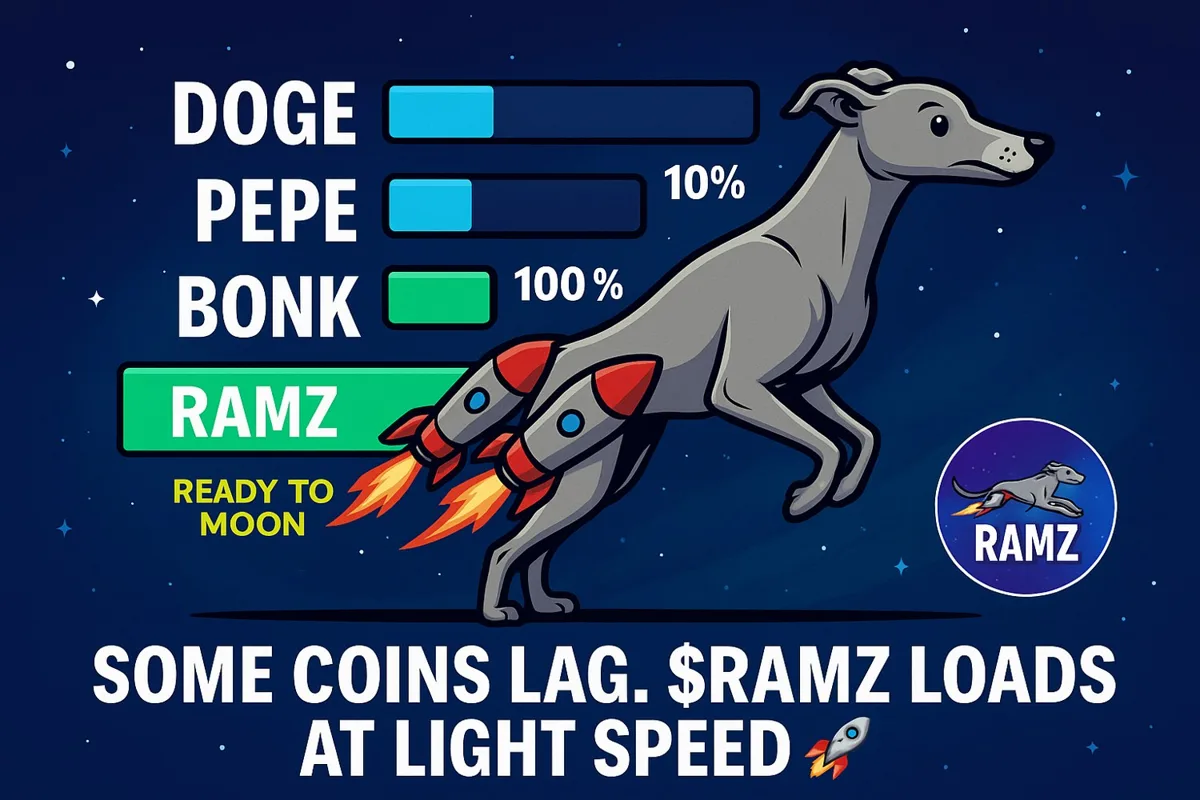 DOGE
PEPE
10%
BONK
100 %
RAMZ
READY TO
MOON
RAMZ
SOME COINS LAG. $RAMZ LOADS
AT LIGHT SPEED 🚀